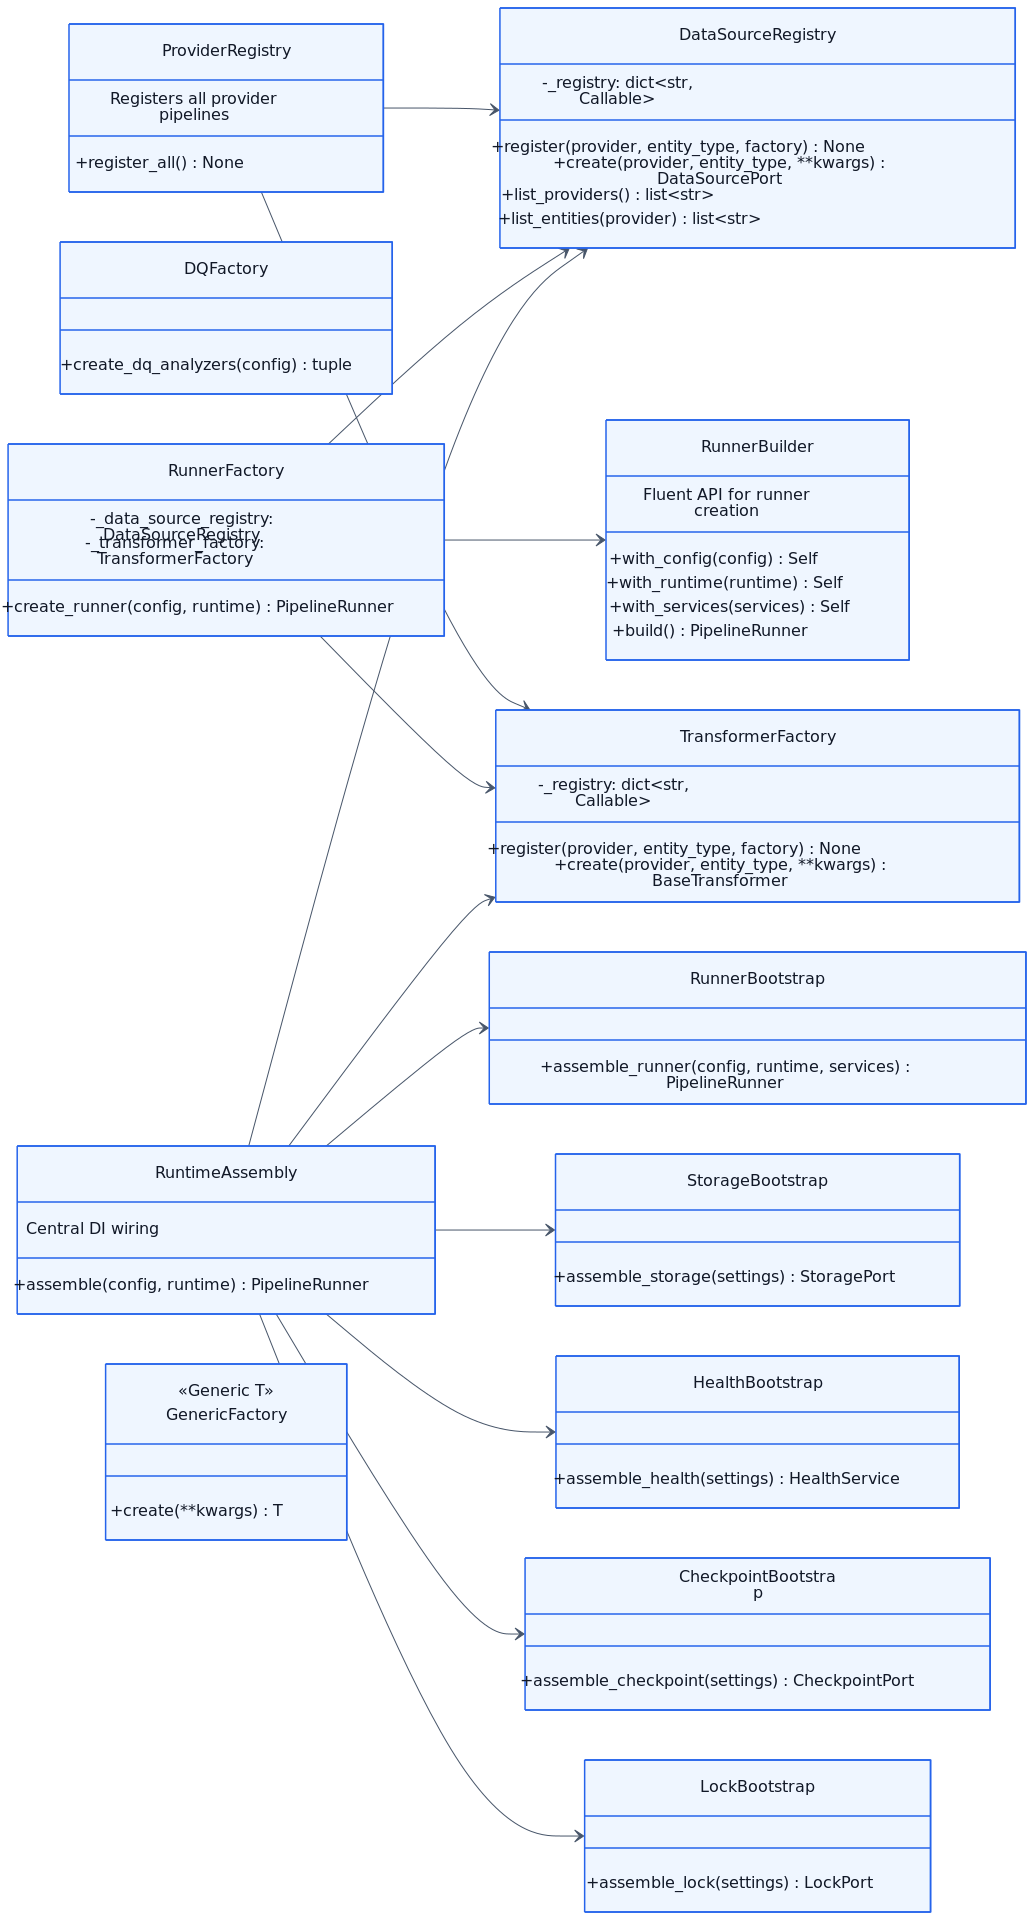 ProviderRegistry
Registers all provider
pipelines
+register_all() : None
DataSourceRegistry
-_registry: dict<str,
Callable>
+register(provider, entity_type, factory) : None
+create(provider, entity_type, **kwargs) :
DataSourcePort
+list_providers() : list<str>
+list_entities(provider) : list<str>
DQFactory
+create_dq_analyzers(config) : tuple
RunnerFactory
-_data_source_registry:
DataSourceRegistry
-_transformer_factory:
TransformerFactory
+create_runner(config, runtime) : PipelineRunner
RunnerBuilder
Fluent API for runner
creation
+with_config(config) : Self
+with_runtime(runtime) : Self
+with_services(services) : Self
+build() : PipelineRunner
TransformerFactory
-_registry: dict<str,
Callable>
+register(provider, entity_type, factory) : None
+create(provider, entity_type, **kwargs) :
BaseTransformer
RunnerBootstrap
+assemble_runner(config, runtime, services) :
PipelineRunner
RuntimeAssembly
Central DI wiring
+assemble(config, runtime) : PipelineRunner
StorageBootstrap
+assemble_storage(settings) : StoragePort
«Generic T»
GenericFactory
+create(**kwargs) : T
HealthBootstrap
+assemble_health(settings) : HealthService
CheckpointBootstra
p
+assemble_checkpoint(settings) : CheckpointPort
LockBootstrap
+assemble_lock(settings) : LockPort